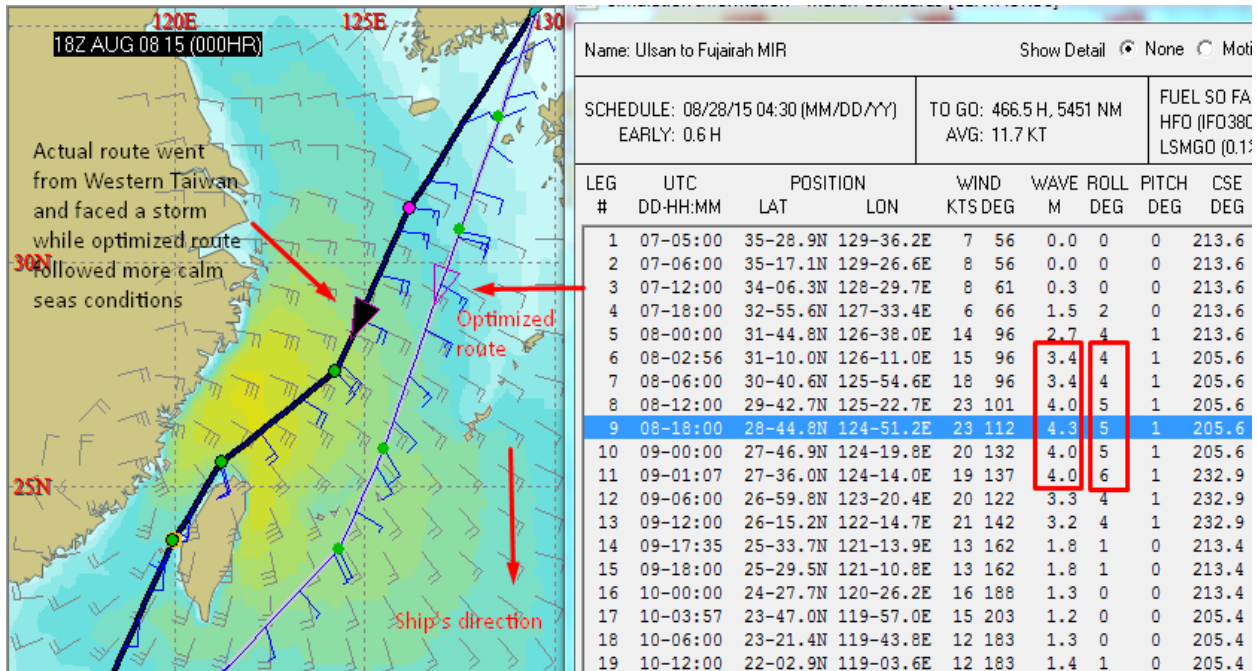 120E 125E 130
18Z AUG 08 15 (000HR)
Actual route went
from Western Taiwan
and faced a storm
while optimized route
followed more calm
seas conditions
30N
Optimized
route
25N
Ship's direction
Name: Ulsan to Fujairah MIR Show Detail None Moti
SCHEDULE: 08/28/15 04:30 (MM/DD/YY) TO GO: 466.5 H, 5451 NM FUEL SO FA
EARLY: 0.6 H AVG: 11.7 KT HFO (IFO380
LSMGO (0.1%
LEG UTC POSITION WIND WAVE ROLL PITCH CSE
# DD-HH:MM LAT LON KTS DEG M DEG DEG DEG
1 07-05:00 35-28.9N 129-36.2E 7 56 0.0 0 0 213.6
2 07-06:00 35-17.1N 129-26.6E 8 56 0.0 0 0 213.6
3 07-12:00 34-06.3N 128-29.7E 8 61 0.3 0 0 213.6
4 07-18:00 32-55.6N 127-33.4E 6 66 1.5 2 0 213.6
5 08-00:00 31-44.8N 126-38.0E 14 96 2.7 4 1 213.6
6 08-02:56 31-10.0N 126-11.0E 15 96 3.4 4 1 205.6
7 08-06:00 30-40.6N 125-54.6E 18 96 3.4 4 1 205.6
8 08-12:00 29-42.7N 125-22.7E 23 101 4.0 5 1 205.6
9 08-18:00 28-44.8N 124-51.2E 23 112 4.3 5 1 205.6
10 09-00:00 27-46.9N 124-19.8E 20 132 4.0 5 1 205.6
11 09-01:07 27-36.0N 124-14.0E 19 137 4.0 6 1 232.9
12 09-06:00 26-59.8N 123-20.4E 20 122 3.3 4 1 232.9
13 09-12:00 26-15.2N 122-14.7E 21 142 3.2 4 1 232.9
14 09-17:35 25-33.7N 121-13.9E 13 162 1.8 1 0 213.4
15 09-18:00 25-29.5N 121-10.8E 13 162 1.8 1 0 213.4
16 10-00:00 24-27.7N 120-26.2E 16 188 1.3 0 0 213.4
17 10-03:57 23-47.0N 119-57.0E 15 203 1.2 0 0 205.4
18 10-06:00 23-21.4N 119-43.8E 12 183 1.3 0 0 205.4
19 10-12:00 22-02.9N 119-03.6E 12 183 1.4 1 0 205.4